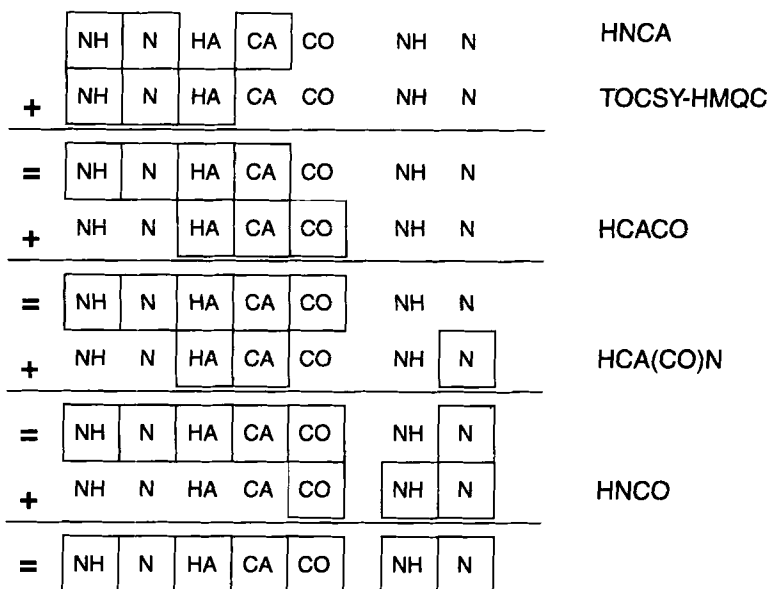 NH N HA CA CO NH N HNCA
+ NH N HA CA CO NH N TOCSY-HMQC
= NH N HA CA CO NH N
+ NH N HA CA CO NH N HCACO
= NH N HA CA CO NH N
+ NH N HA CA CO NH N HCA(CO)N
= NH N HA CA CO NH N
+ NH N HA CA CO NH N HNCO
= NH N HA CA CO NH N